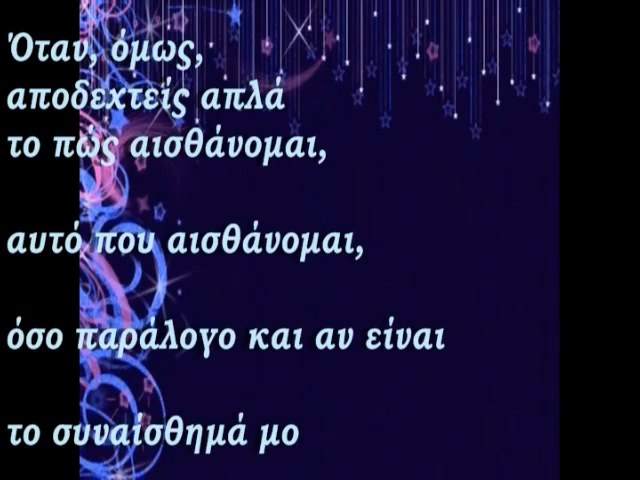 Όταν, όμως,
αποδεχτείς απλά
το πώς αισθάνομαι,
αυτό που αισθάνομαι,
όσο παράλογο και αν είναι
το συναίσθημά μο